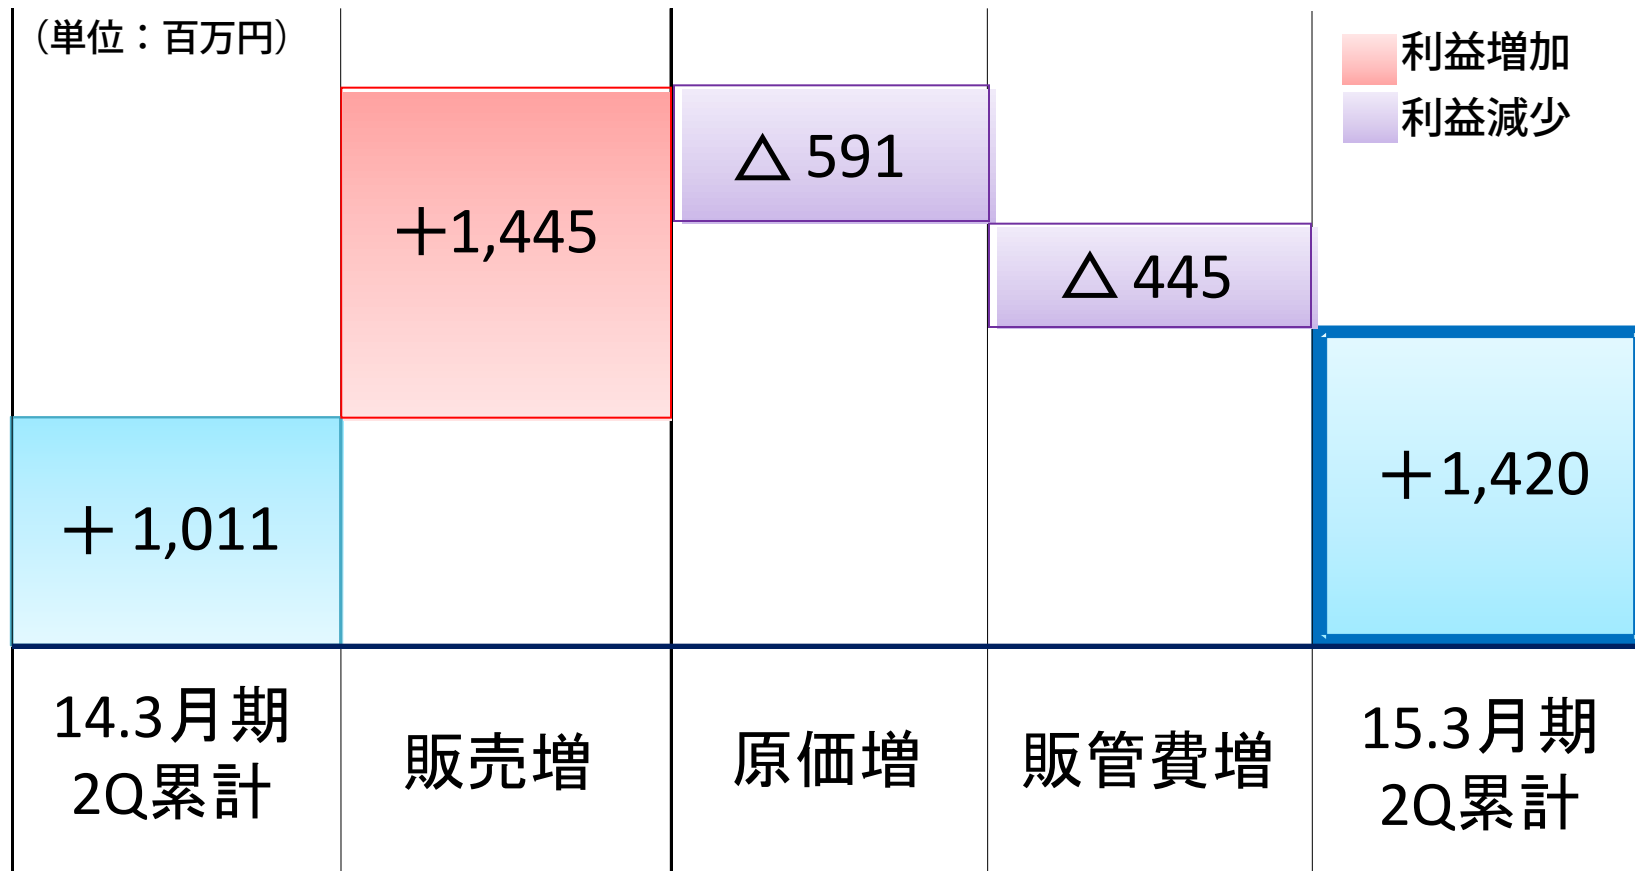 （単位：百万円）
利益増加
利益減少
＋1,011
＋1,445
△ 591
△ 445
＋1,420
14.3月期
2Q累計
販売増
原価増
販管費増
15.3月期
2Q累計